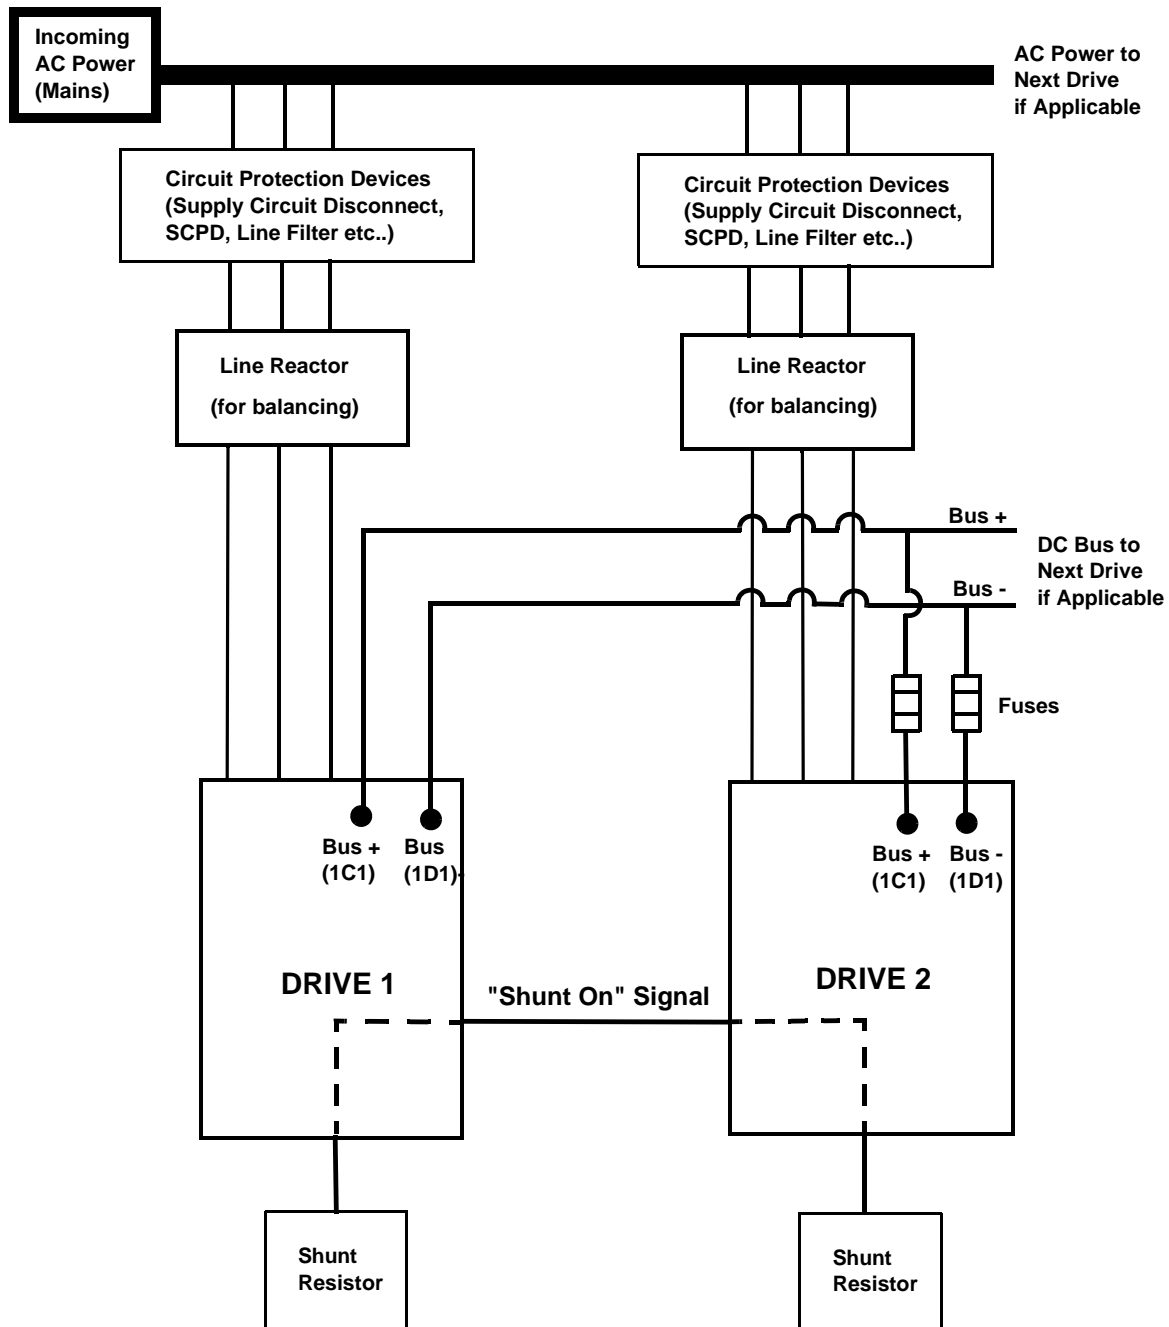 Incoming
AC Power
(Mains)
AC Power to
Next Drive
if Applicable
Circuit Protection Devices
(Supply Circuit Disconnect,
SCPD, Line Filter etc..)
Circuit Protection Devices
(Supply Circuit Disconnect,
SCPD, Line Filter etc..)
Line Reactor
(for balancing)
Line Reactor
(for balancing)
Bus +
DC Bus to
Next Drive
if Applicable
Bus -
Fuses
Bus +
(1C1)
Bus
(1D1)-
Bus +
(1C1)
Bus -
(1D1)
DRIVE 1
"Shunt On" Signal
DRIVE 2
Shunt
Resistor
Shunt
Resistor